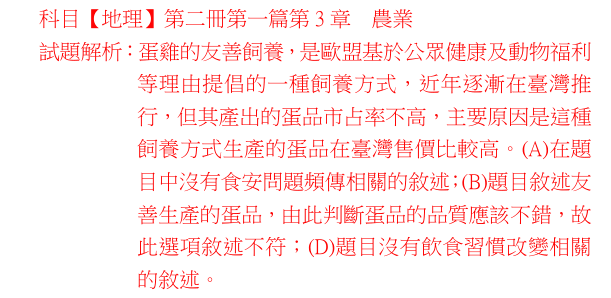 科目【地理】第二冊第一篇第3章　農業
試題解析：蛋雞的友善飼養，是歐盟基於公眾健康及動物福利
等理由提倡的一種飼養方式，近年逐漸在臺灣推
行，但其產出的蛋品市占率不高，主要原因是這種
飼養方式生產的蛋品在臺灣售價比較高。(A)在題
目中沒有食安問題頻傳相關的敘述；(B)題目敘述友
善生產的蛋品，由此判斷蛋品的品質應該不錯，故
此選項敘述不符；(D)題目沒有飲食習慣改變相關
的敘述。